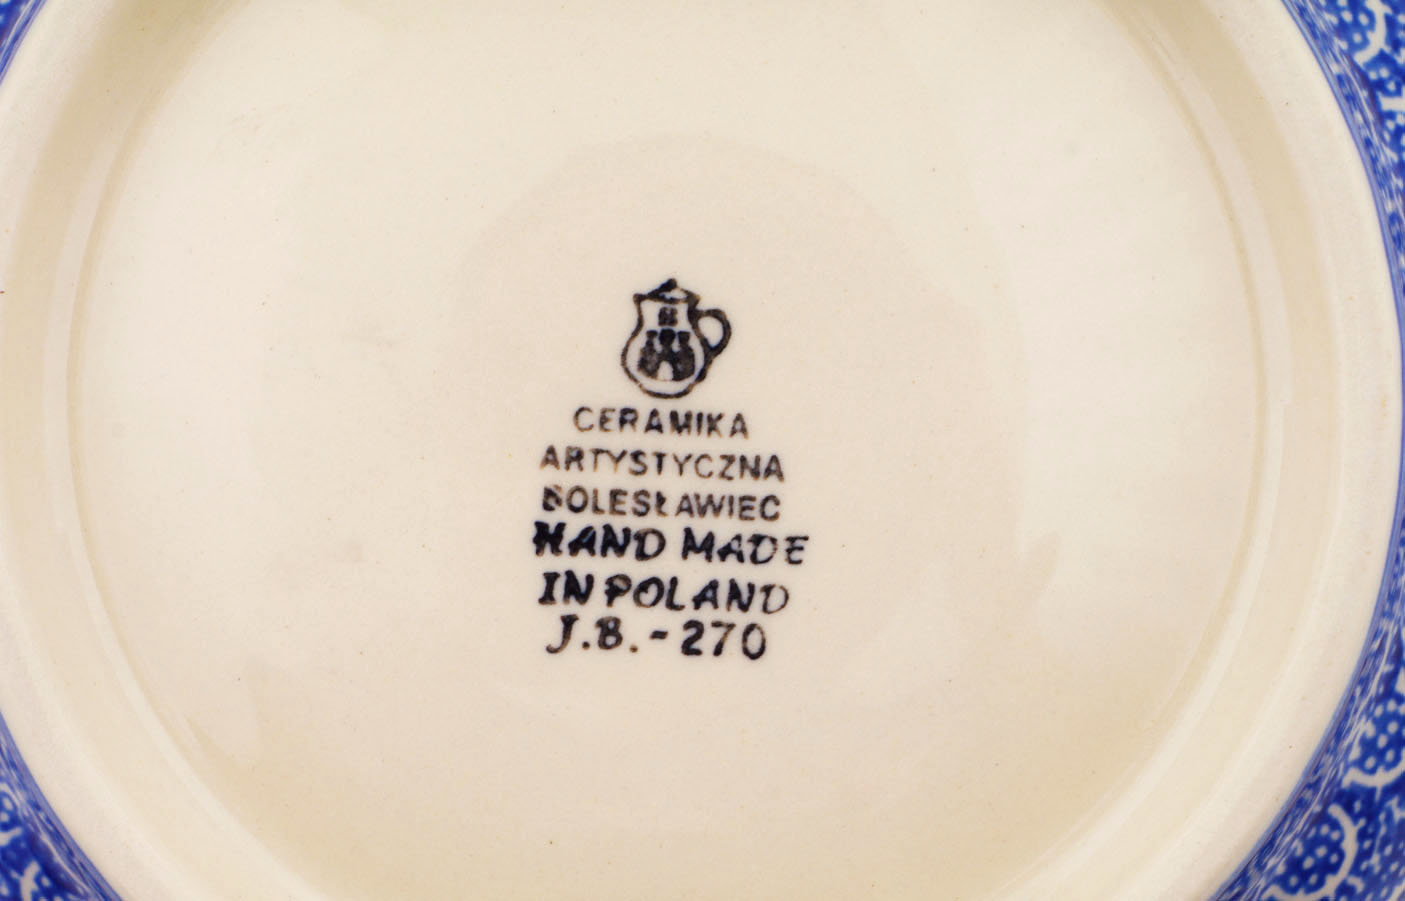 CERAMIKA
ARTYSTYCZNA
BOLESŁAWIEC
HAND MADE
IN POLAND
J.B.-270